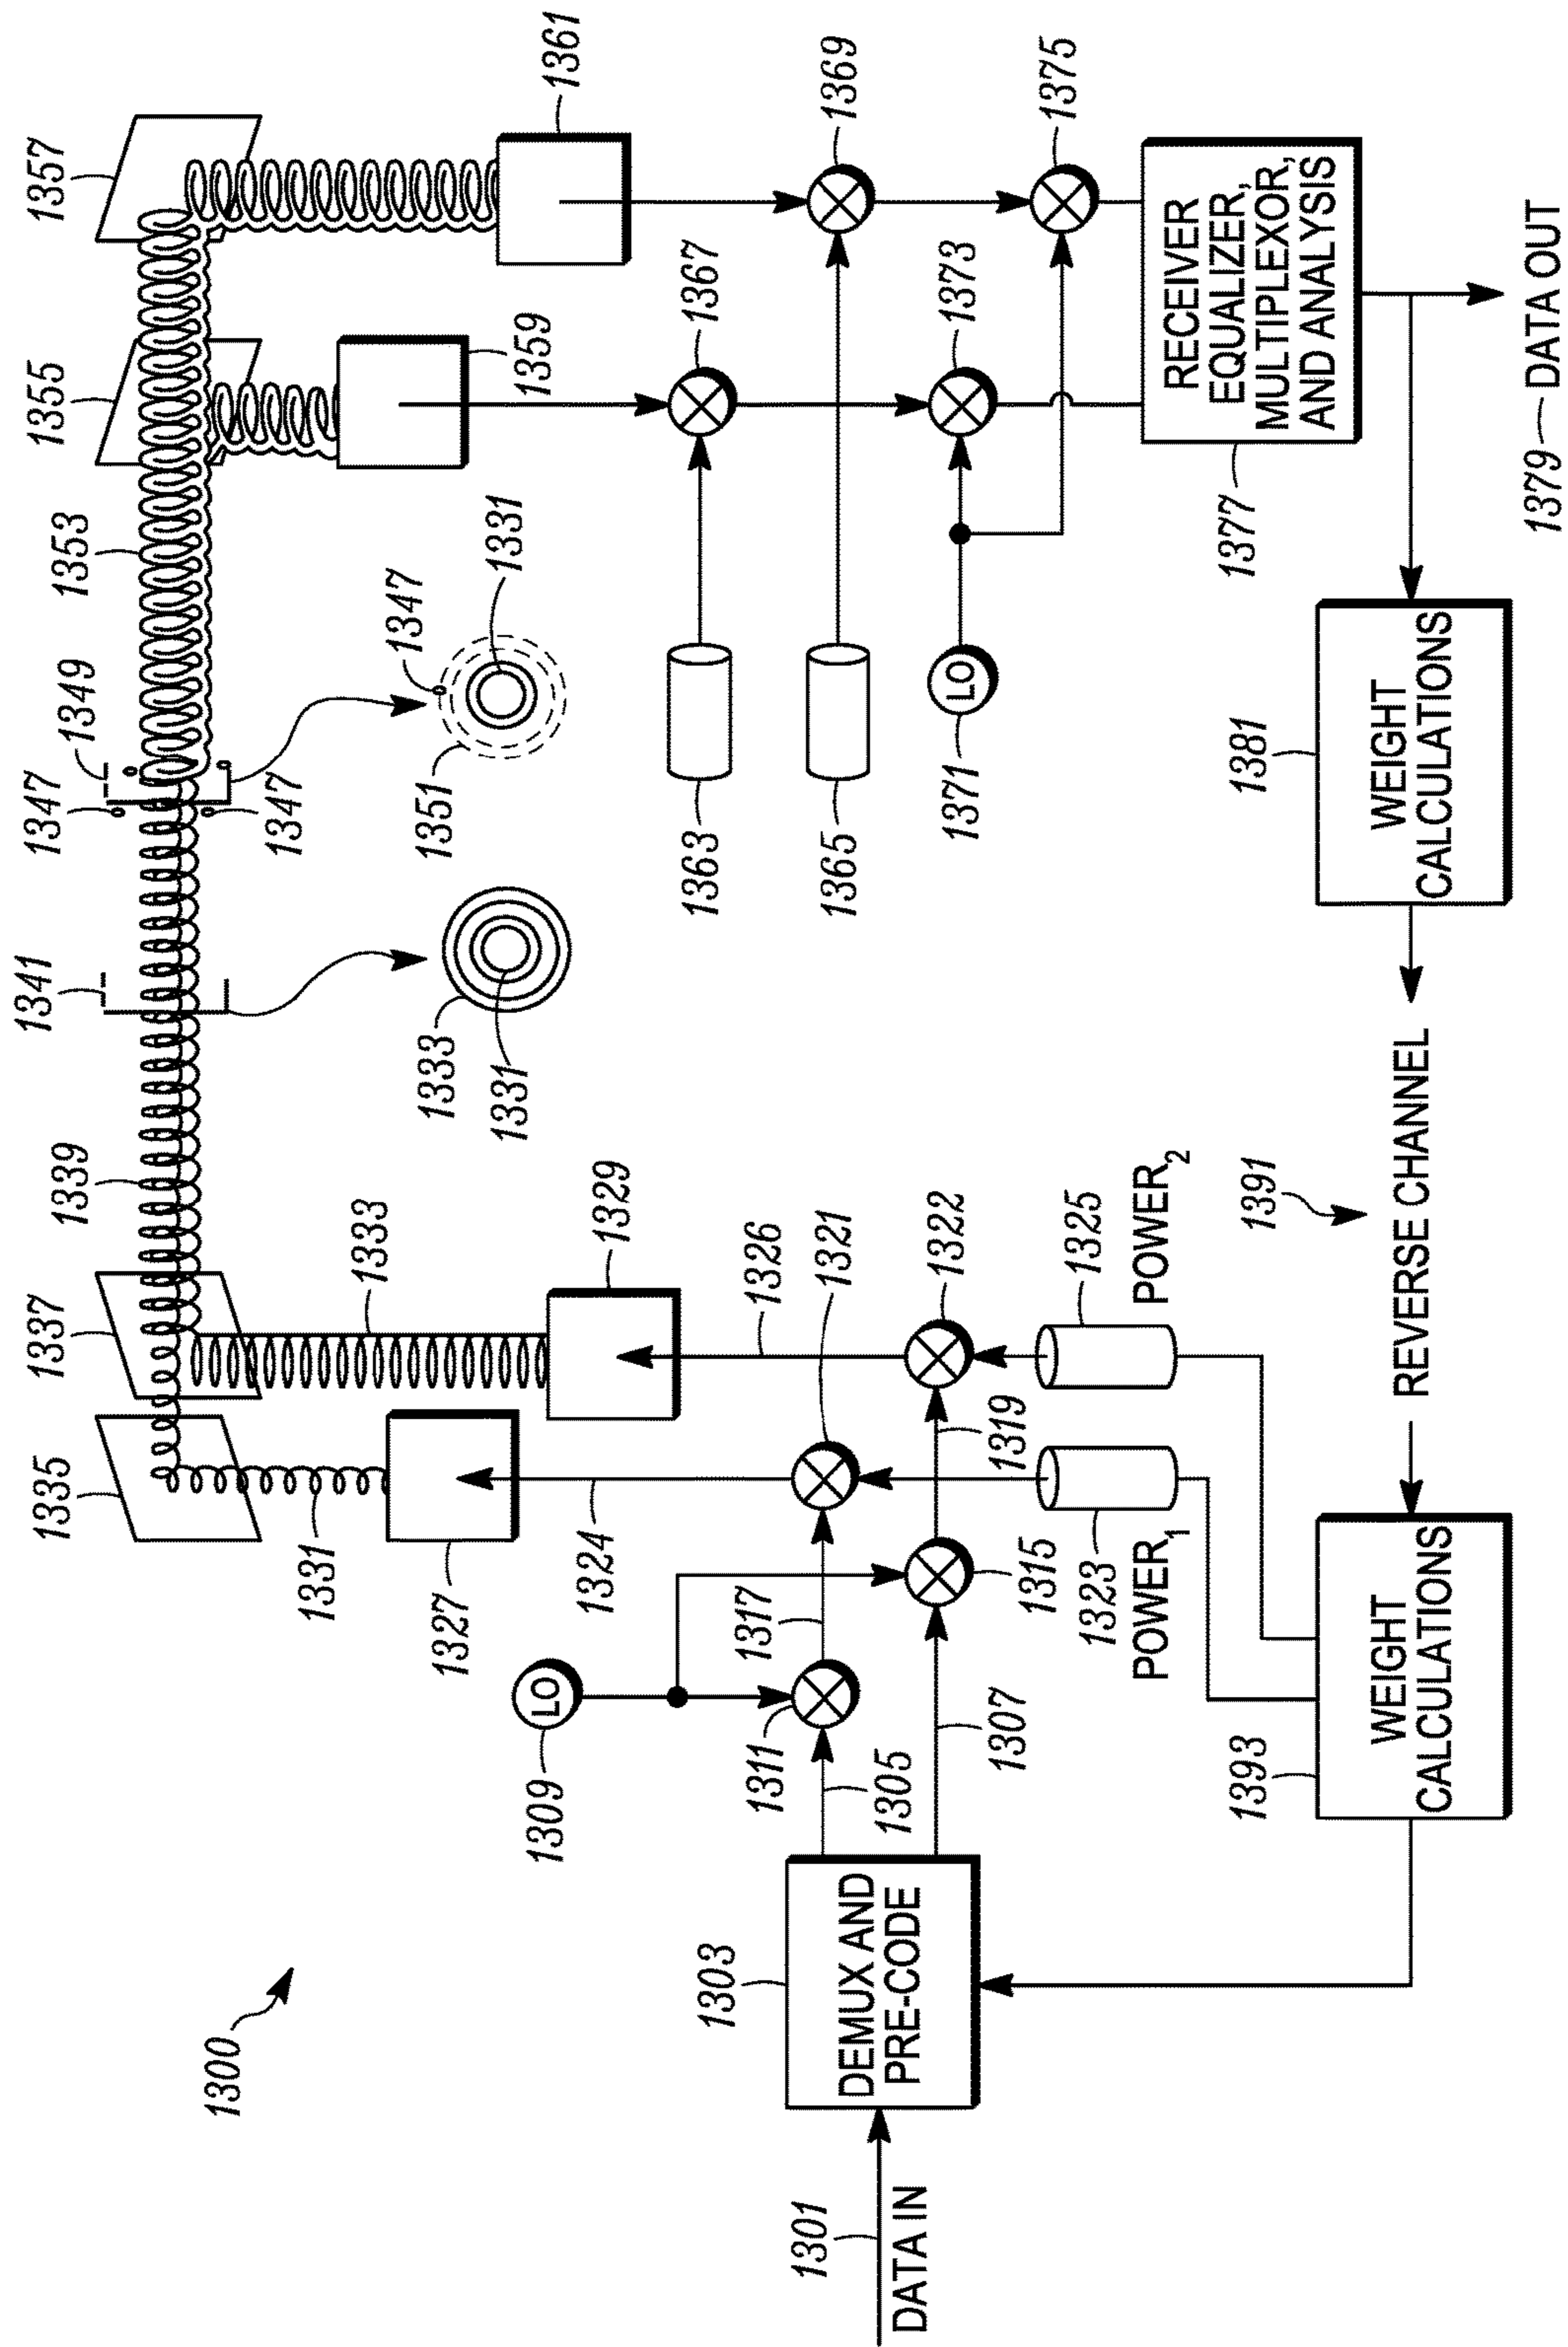 1300
1301
DATA IN
1303
DEMUX AND
PRE-CODE
1305
1307
1309
LO
1311
1315
1317
1319
1321
1322
1323
POWER1
1324
1325
POWER2
1326
1327
1329
1331
1333
1335
1337
1339
1341
1333
1331
1347
1347
1349
1351
1347
1331
1353
1355
1357
1359
1361
1363
1365
1367
1369
1371
LO
1373
1375
1377
RECEIVER
EQUALIZER,
MULTIPLEXOR,
AND ANALYSIS
1379
DATA OUT
1381
WEIGHT
CALCULATIONS
1391
REVERSE CHANNEL
1393
WEIGHT
CALCULATIONS